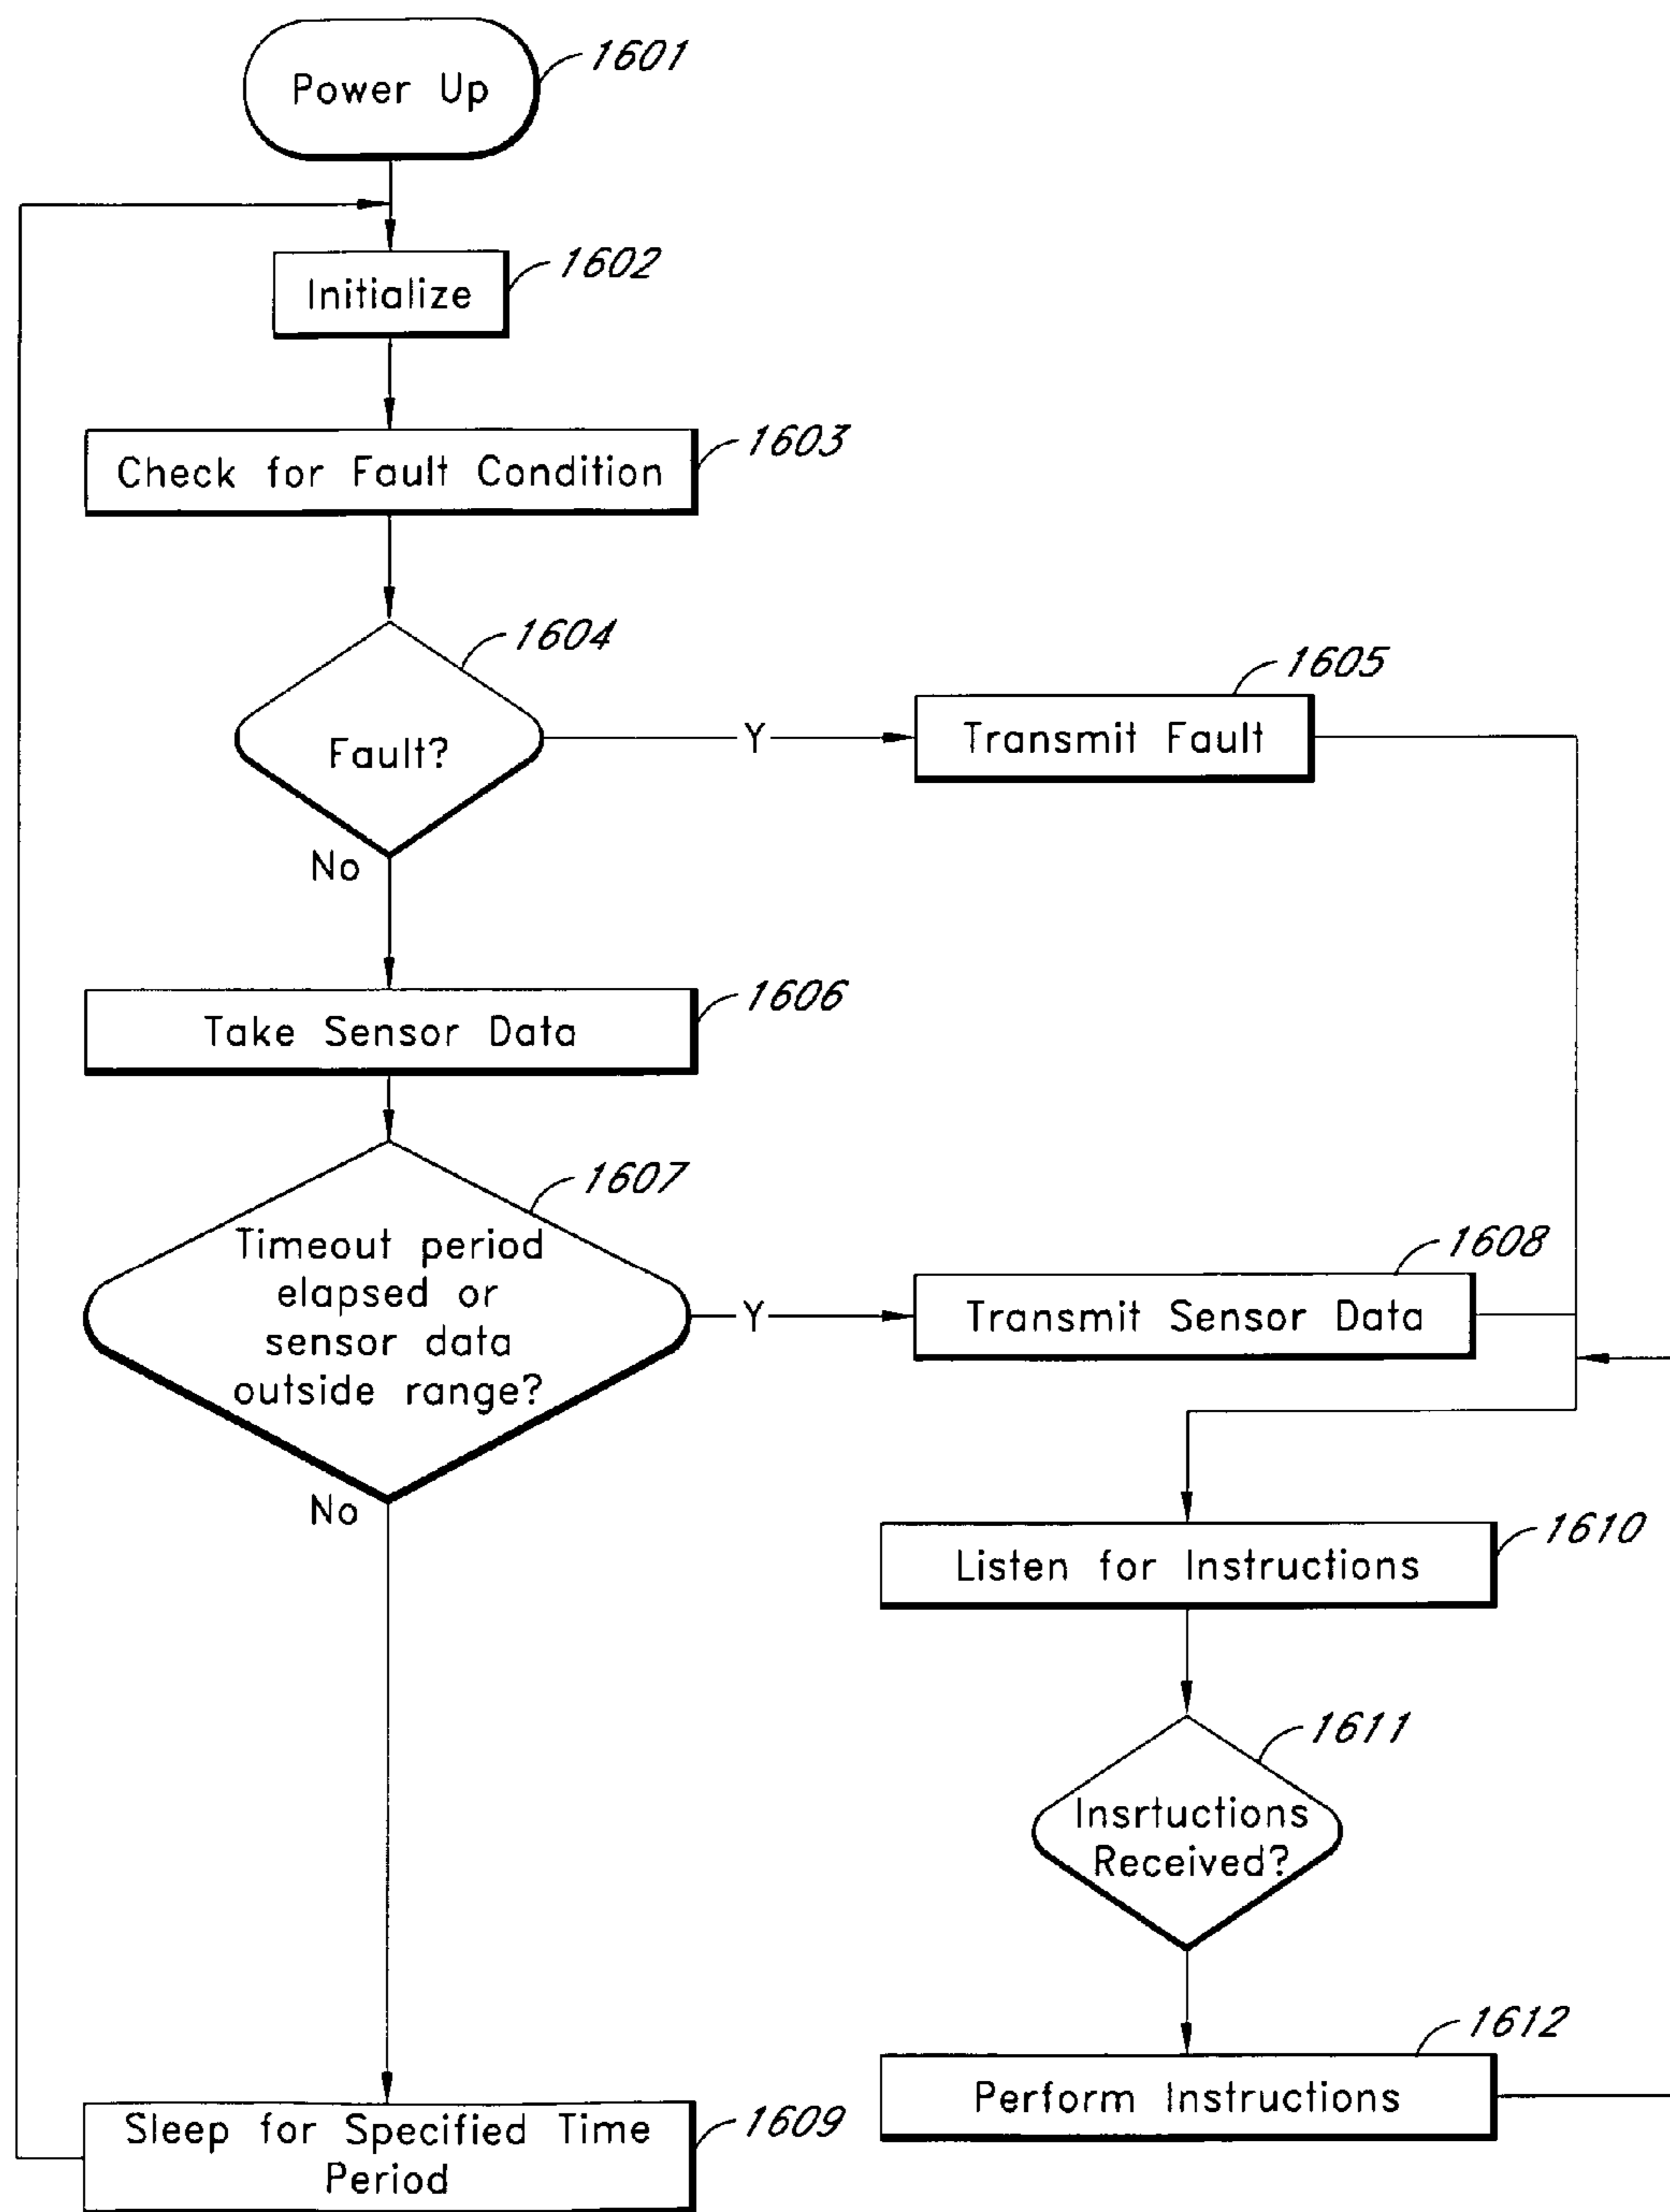 Power Up
1601
Initialize
1602
Check for Fault Condition
1603
1604
Fault?
Y
No
Transmit Fault
1605
Take Sensor Data
1606
1607
Timeout period
elapsed or
sensor data
outside range?
Y
No
Transmit Sensor Data
1608
Listen for Instructions
1610
1611
Insrtuctions
Received?
1612
Perform Instructions
Sleep for Specified Time
Period
1609